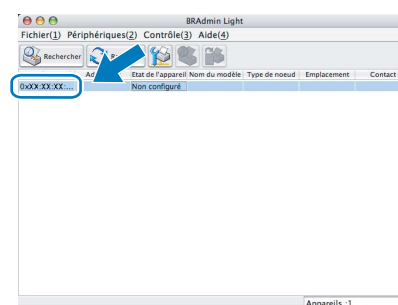 BRAdmin Light
Fichier(1) Périphériques(2) Contrôle(3) Aide(4)
Rechercher
Etat de l'appareil Nom du modèle Type de noeud Emplacement Contact
0xXX:XX:XX:... Non configuré
Appareils :1